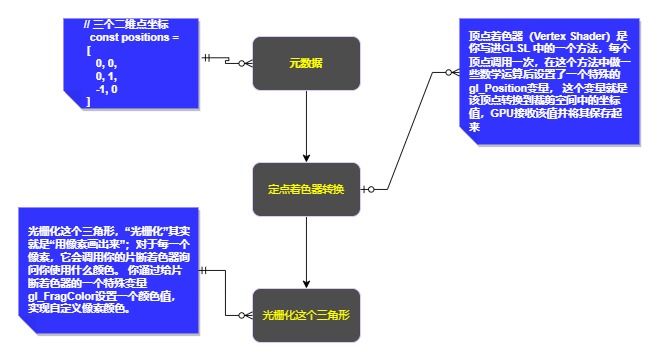 // 三个二维点坐标
const positions =
[
0, 0,
0, 1,
-1, 0
]
元数据
顶点着色器（Vertex Shader）是
你写进GLSL 中的一个方法，每个
顶点调用一次，在这个方法中做一
些数学运算后设置了一个特殊的
gl_Position变量， 这个变量就是
该顶点转换到裁剪空间中的坐标
值，GPU接收该值并将其保存起
来
定点着色器转换
光栅化这个三角形，“光栅化”其实
就是“用像素画出来”；对于每一个
像素，它会调用你的片断着色器询
问你使用什么颜色。 你通过给片
断着色器的一个特殊变量
gl_FragColor设置一个颜色值，
实现自定义像素颜色。
光栅化这个三角形